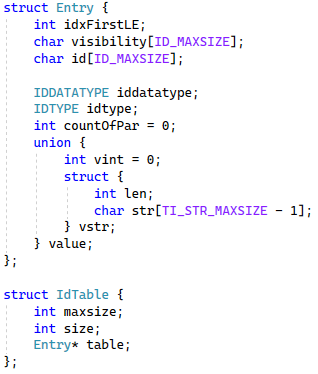 struct Entry {
    int idxFirstLE;
    char visibility[ID_MAXSIZE];
    char id[ID_MAXSIZE];

    IDDATATYPE iddatatype;
    IDTYPE idtype;
    int countOfPar = 0;
    union {
        int vint = 0;
        struct {
            int len;
            char str[TI_STR_MAXSIZE - 1];
        } vstr;
    } value;
};

struct IdTable {
    int maxsize;
    int size;
    Entry* table;
};